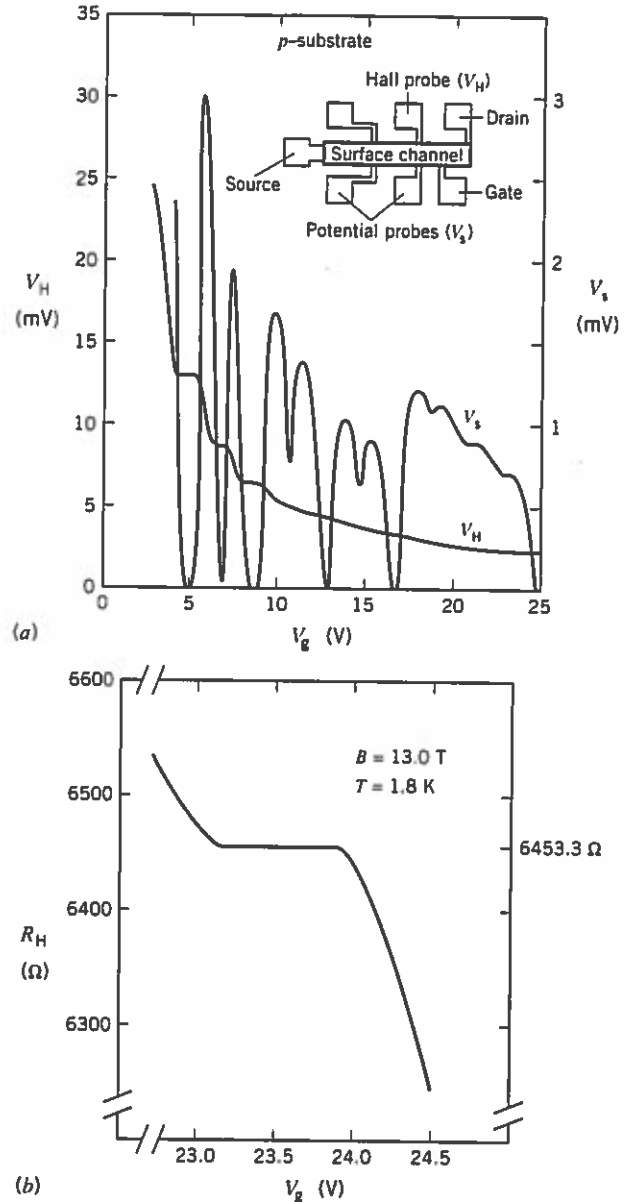 35
p-substrate
30
Hall probe (V_H)
3
Drain
25
Surface channel
Source
Gate
20
Potential probes (V_s)
V_H
(mV)
2
V_s
(mV)
15
10
V_s
1
5
V_H
0
0
5
10
15
20
25
(a)
V_g (V)
6600
B = 13.0 T
T = 1.8 K
6500
6453.3 Ω
6400
R_H
(Ω)
6300
23.0
23.5
24.0
24.5
(b)
V_g (V)